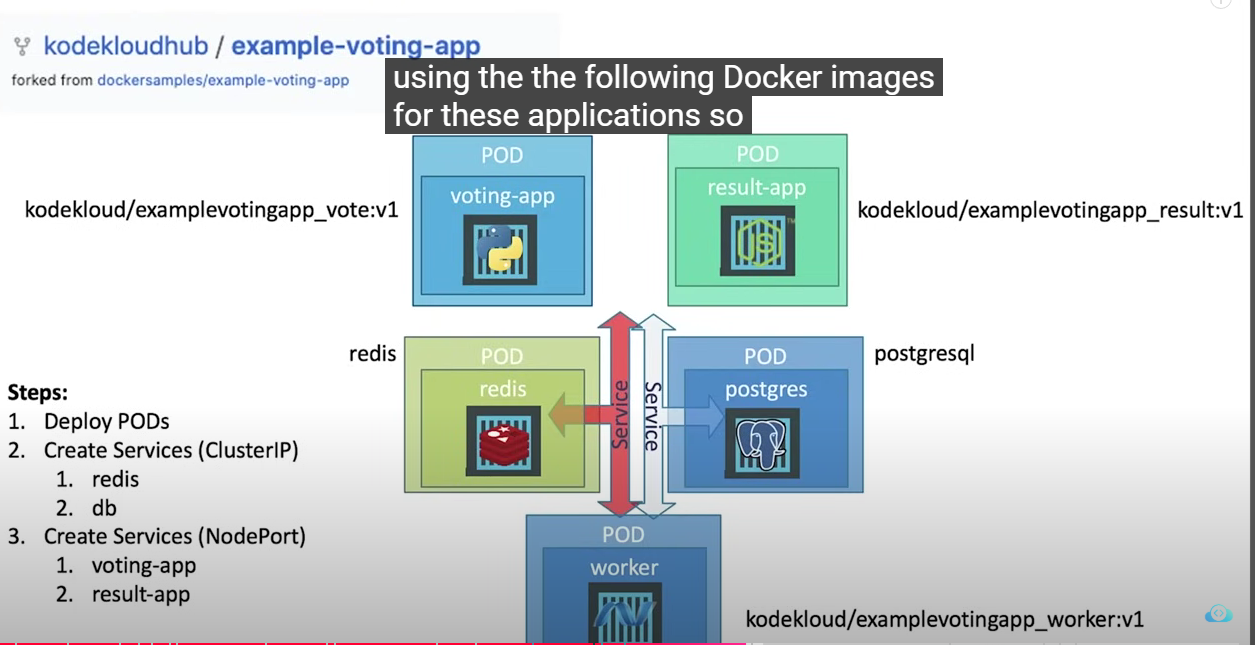 kodekloudhub / example-voting-app
forked from dockersamples/example-voting-app
using the the following Docker images
for these applications so
POD
voting-app
kodekloud/examplevotingapp_vote:v1
POD
result-app
JS
TM
kodekloud/examplevotingapp_result:v1
redis
POD
redis
Service
Service
POD
postgres
postgresql
Steps:
1. Deploy PODs
2. Create Services (ClusterIP)
1. redis
2. db
3. Create Services (NodePort)
1. voting-app
2. result-app
POD
worker
kodekloud/examplevotingapp_worker:v1